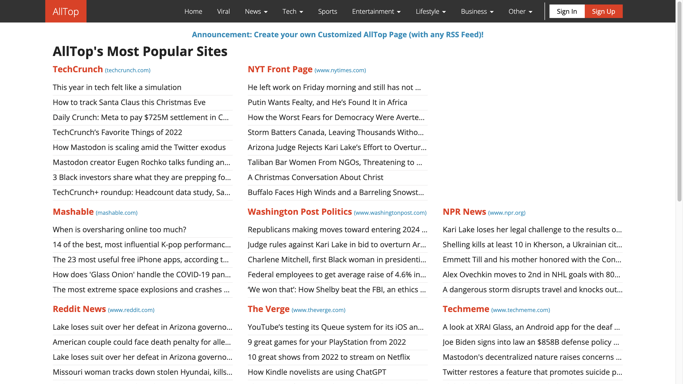 AllTop
Home Viral News Tech Sports Entertainment Lifestyle Business Other Sign In Sign Up
Announcement: Create your own Customized AllTop Page (with any RSS Feed)!
AllTop's Most Popular Sites
TechCrunch (techcrunch.com)
This year in tech felt like a simulation
How to track Santa Claus this Christmas Eve
Daily Crunch: Meta to pay $725M settlement in C...
TechCrunch's Favorite Things of 2022
How Mastodon is scaling amid the Twitter exodus
Mastodon creator Eugen Rochko talks funding an...
3 Black investors share what they are prepping fo...
TechCrunch+ roundup: Headcount data study, Sa...
NYT Front Page (www.nytimes.com)
He left work on Friday morning and still has not ...
Putin Wants Fealty, and He's Found It in Africa
How the Worst Fears for Democracy Were Averte...
Storm Batters Canada, Leaving Thousands Witho...
Arizona Judge Rejects Kari Lake's Effort to Overtur...
Taliban Bar Women From NGOs, Threatening to ...
A Christmas Conversation About Christ
Buffalo Faces High Winds and a Barreling Snowst...
Mashable (mashable.com)
When is oversharing online too much?
14 of the best, most influential K-pop performanc...
The 23 most useful free iPhone apps, according t...
How does 'Glass Onion' handle the COVID-19 pan...
The most extreme space explosions and crashes ...
Washington Post Politics (www.washingtonpost.com)
Republicans making moves toward entering 2024 ...
Judge rules against Kari Lake in bid to overturn Ar...
Charlene Mitchell, first Black woman in presidenti...
Federal employees to get average raise of 4.6% in...
'We won that': How Shelby beat the FBI, an ethics ...
NPR News (www.npr.org)
Kari Lake loses her legal challenge to the results o...
Shelling kills at least 10 in Kherson, a Ukrainian cit...
Emmett Till and his mother honored with the Con...
Alex Ovechkin moves to 2nd in NHL goals with 80...
A dangerous storm disrupts travel and knocks out...
Reddit News (www.reddit.com)
Lake loses suit over her defeat in Arizona governo...
American couple could face death penalty for alle...
Lake loses suit over her defeat in Arizona governo...
Missouri woman tracks down stolen Hyundai, kills...
The Verge (www.theverge.com)
YouTube's testing its Queue system for its iOS an...
9 great games for your PlayStation from 2022
10 great shows from 2022 to stream on Netflix
How Kindle novelists are using ChatGPT
Techmeme (www.techmeme.com)
A look at XRAI Glass, an Android app for the deaf ...
Joe Biden signs into law an $858B defense policy ...
Mastodon's decentralized nature raises concerns ...
Twitter restores a feature that promotes suicide p...